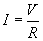 I = V/R